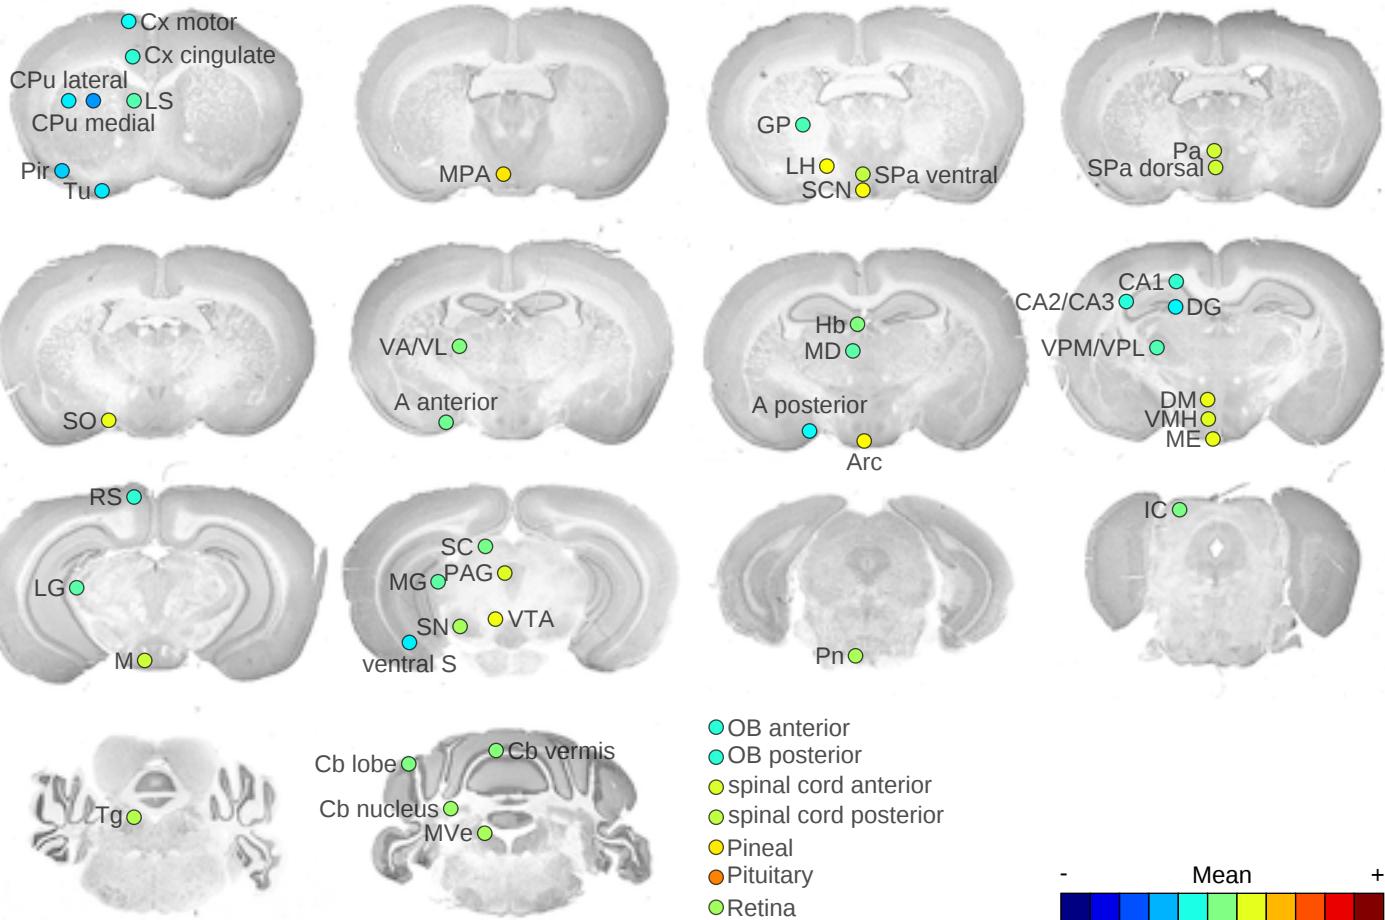 Cx motor
Cx cingulate
CPu lateral
LS
CPu medial
Pir
Tu
MPA
GP
LH
SPa ventral
SCN
Pa
SPa dorsal
SO
VA/VL
A anterior
Hb
MD
A posterior
Arc
CA1
CA2/CA3
DG
VPM/VPL
DM
VMH
ME
RS
LG
M
SC
MG
PAG
SN
VTA
ventral S
Pn
IC
Tg
Cb lobe
Cb vermis
Cb nucleus
MVe
OB anterior
OB posterior
spinal cord anterior
spinal cord posterior
Pineal
Pituitary
Retina
- Mean +